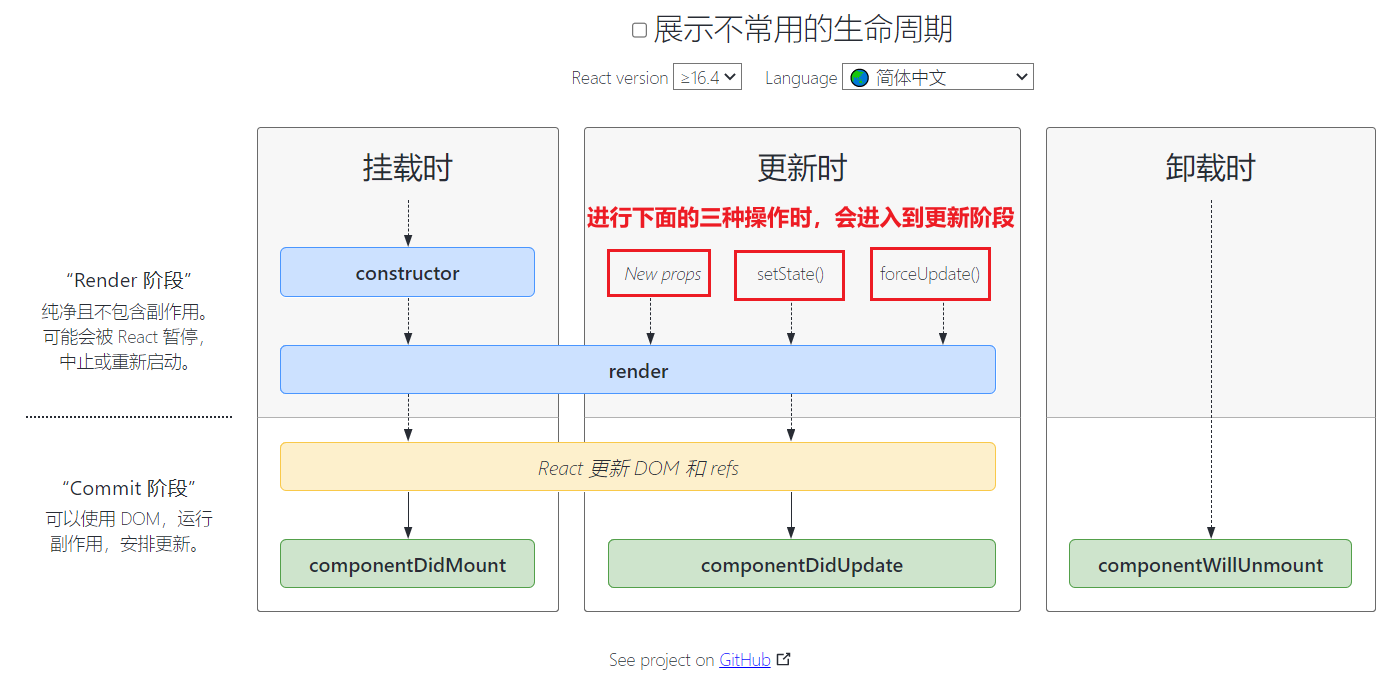 展示不常用的生命周期
React version ≥16.4 Language 简体中文
挂载时
更新时
卸载时
进行下面的三种操作时，会进入到更新阶段
“Render 阶段”
纯净且不包含副作用。
可能会被 React 暂停，
中止或重新启动。
constructor
New props
setState()
forceUpdate()
render
“Commit 阶段”
可以使用 DOM，运行
副作用，安排更新。
React 更新 DOM 和 refs
componentDidMount
componentDidUpdate
componentWillUnmount
See project on GitHub